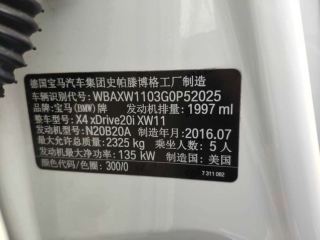 德国宝马汽车集团史帕滕博格工厂制造
车辆识别代号: WBAXW1103G0P52025
品牌: 宝马(BMW)牌 发动机排量: 1997 ml
整车型号: X4 xDrive20i XW11
发动机型号: N20B20A 制造年月: 2016.07
最大允许总质量: 2325 kg 乘坐人数: 5 人
发动机最大净功率: 135 kW 制造国: 美国
颜色代码/色圈: 300/0
7 311 082